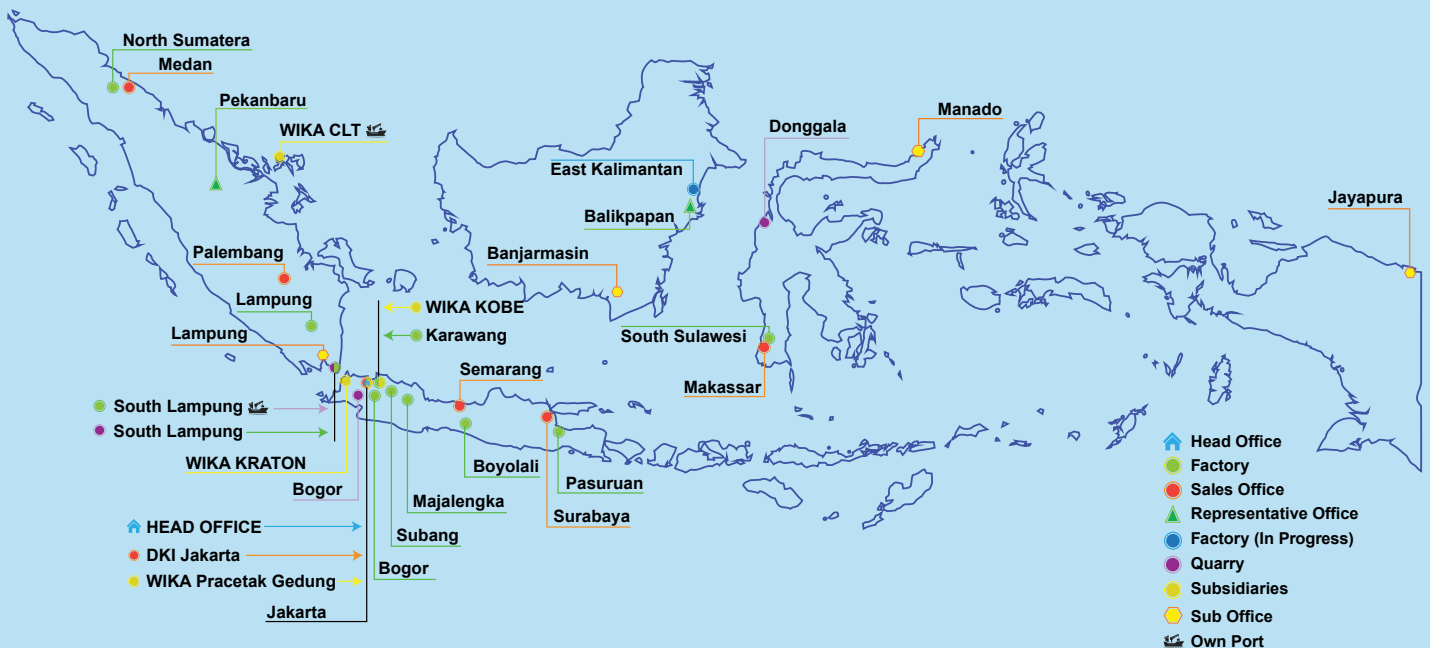 North Sumatera
Medan
Pekanbaru
WIKA CLT
Palembang
Lampung
Lampung
South Lampung
South Lampung
WIKA KRATON
Bogor
HEAD OFFICE
DKI Jakarta
WIKA Pracetak Gedung
Jakarta
WIKA KOBE
Karawang
Semarang
Boyolali
Majalengka
Subang
Bogor
Pasuruan
Surabaya
East Kalimantan
Balikpapan
Banjarmasin
Donggala
Manado
South Sulawesi
Makassar
Jayapura
Head Office
Factory
Sales Office
Representative Office
Factory (In Progress)
Quarry
Subsidiaries
Sub Office
Own Port